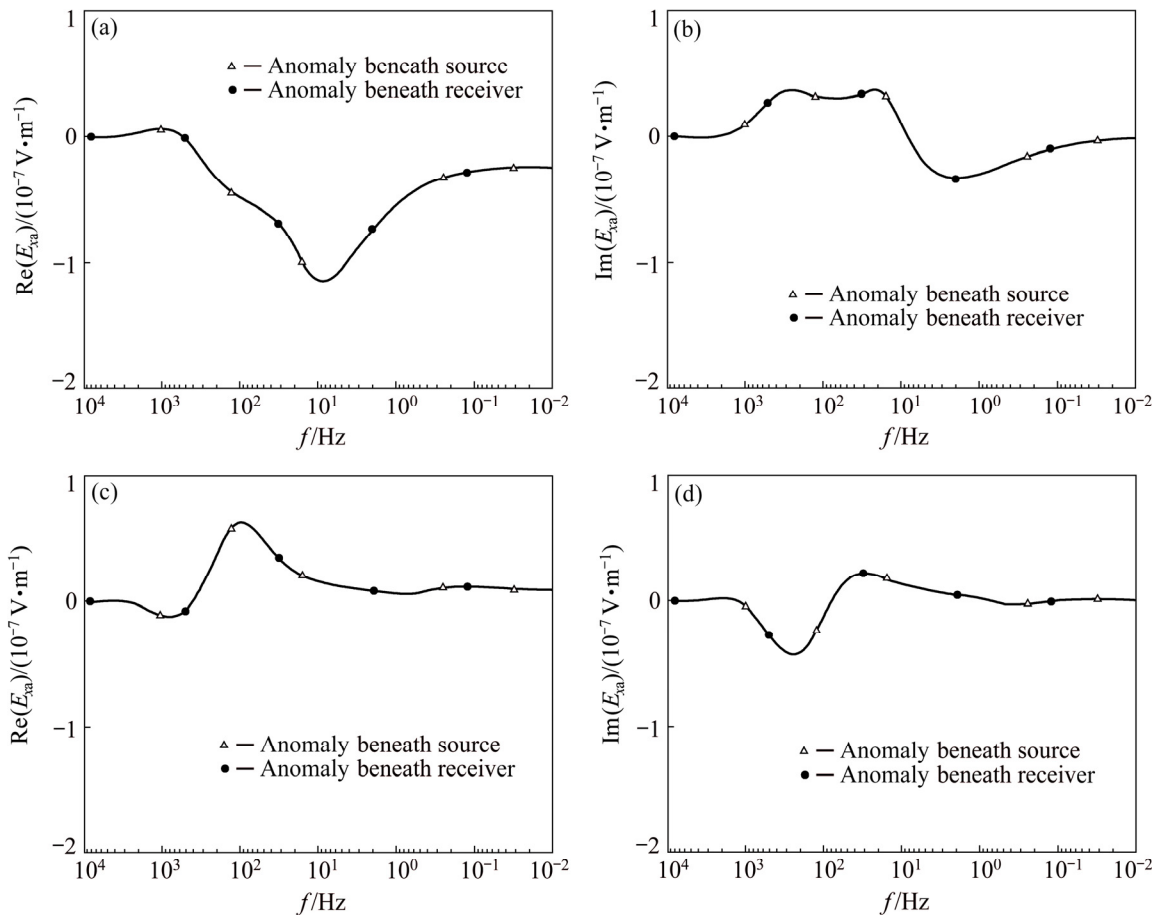 (a)
1
0
−1
−2
Re(Exa)/(10⁻⁷ V•m⁻¹)
Anomaly beneath source
Anomaly beneath receiver
10⁴ 10³ 10² 10¹ 10⁰ 10⁻¹ 10⁻²
f/Hz
(b)
1
0
−1
−2
Im(Exa)/(10⁻⁷ V•m⁻¹)
Anomaly beneath source
Anomaly beneath receiver
10⁴ 10³ 10² 10¹ 10⁰ 10⁻¹ 10⁻²
f/Hz
(c)
1
0
−1
−2
Re(Exa)/(10⁻⁷ V•m⁻¹)
Anomaly beneath source
Anomaly beneath receiver
10⁴ 10³ 10² 10¹ 10⁰ 10⁻¹ 10⁻²
f/Hz
(d)
1
0
−1
−2
Im(Exa)/(10⁻⁷ V•m⁻¹)
Anomaly beneath source
Anomaly beneath receiver
10⁴ 10³ 10² 10¹ 10⁰ 10⁻¹ 10⁻²
f/Hz